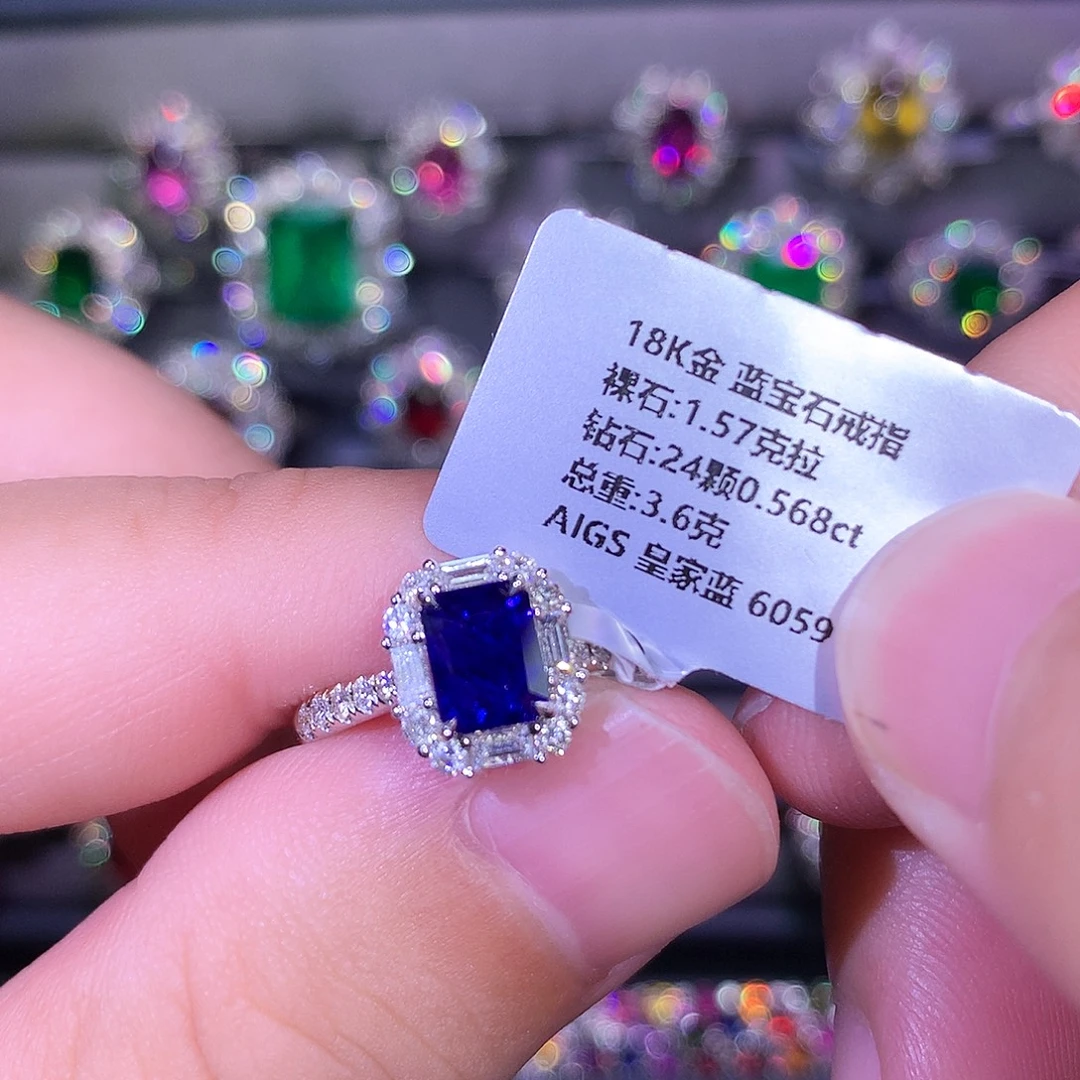 18K金 蓝宝石戒指
裸石:1.57克拉
钻石:24颗0.568ct
总重:3.6克
AIGS 皇家蓝 6059